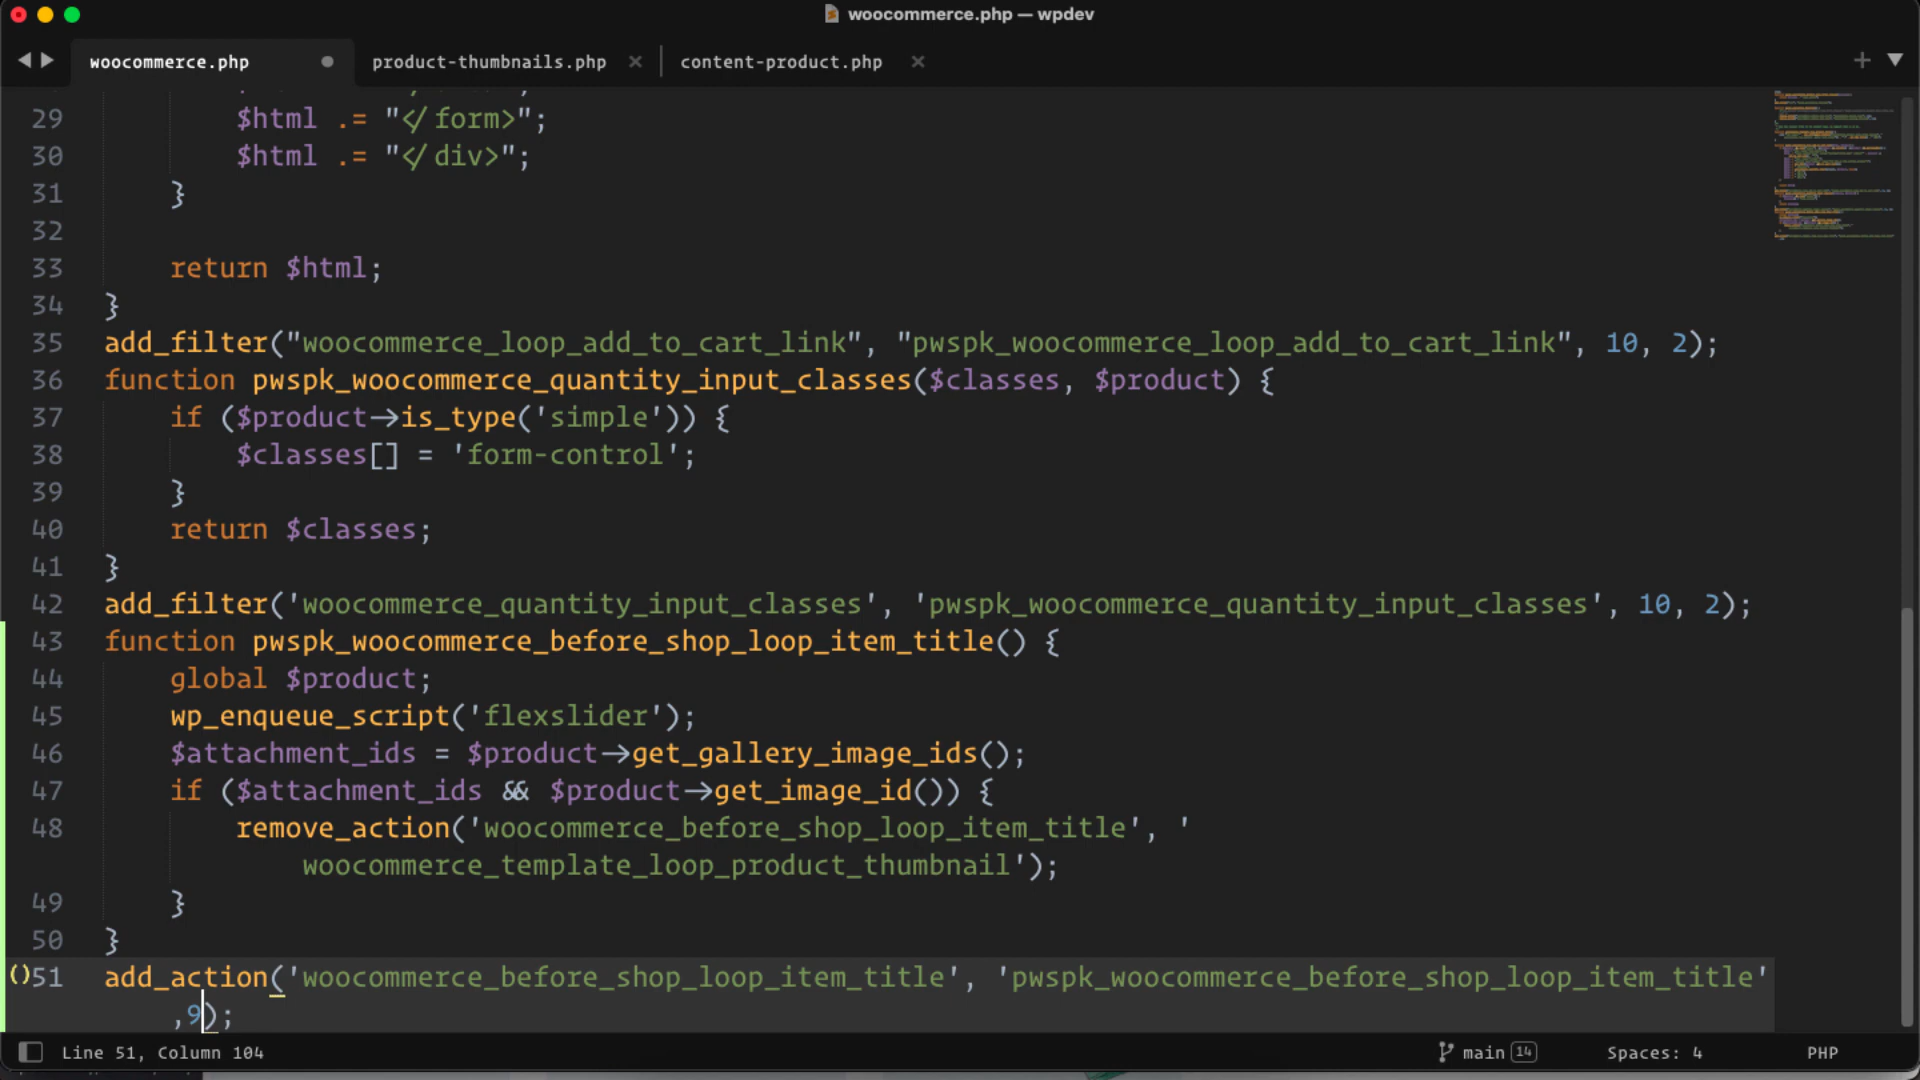 woocommerce.php — wpdev
woocommerce.php
product-thumbnails.php
content-product.php
29 $html .= "</form>";
30 $html .= "</div>";
31 }
32
33 return $html;
34 }
35 add_filter("woocommerce_loop_add_to_cart_link", "pwspk_woocommerce_loop_add_to_cart_link", 10, 2);
36 function pwspk_woocommerce_quantity_input_classes($classes, $product) {
37 if ($product->is_type('simple')) {
38 $classes[] = 'form-control';
39 }
40 return $classes;
41 }
42 add_filter('woocommerce_quantity_input_classes', 'pwspk_woocommerce_quantity_input_classes', 10, 2);
43 function pwspk_woocommerce_before_shop_loop_item_title() {
44 global $product;
45 wp_enqueue_script('flexslider');
46 $attachment_ids = $product->get_gallery_image_ids();
47 if ($attachment_ids && $product->get_image_id()) {
48 remove_action('woocommerce_before_shop_loop_item_title', '
woocommerce_template_loop_product_thumbnail');
49 }
50 }
51 add_action('woocommerce_before_shop_loop_item_title', 'pwspk_woocommerce_before_shop_loop_item_title'
,9);
Line 51, Column 104
main 14
Spaces: 4
PHP